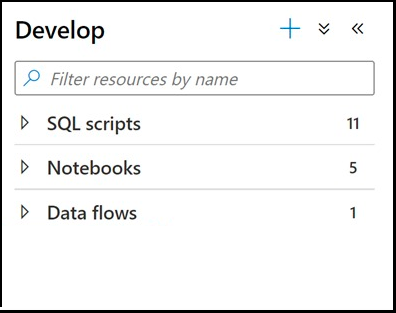 Develop
Filter resources by name
SQL scripts 11
Notebooks 5
Data flows 1